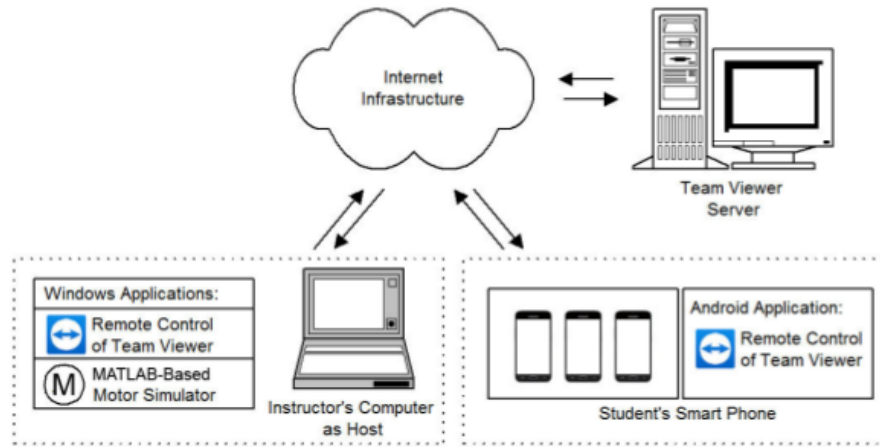 Internet
Infrastructure
Team Viewer
Server
Windows Applications:
Remote Control
of Team Viewer
M
MATLAB-Based
Motor Simulator
Instructor's Computer
as Host
Android Application:
Remote Control
of Team Viewer
Student's Smart Phone